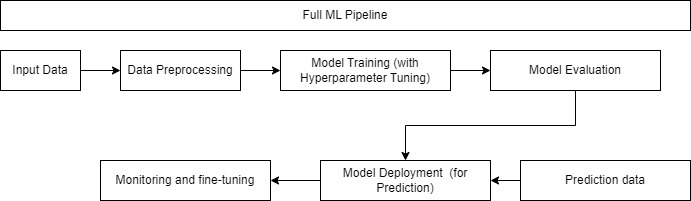 Full ML Pipeline
Input Data
Data Preprocessing
Model Training (with
Hyperparameter Tuning)
Model Evaluation
Monitoring and fine-tuning
Model Deployment (for
Prediction)
Prediction data